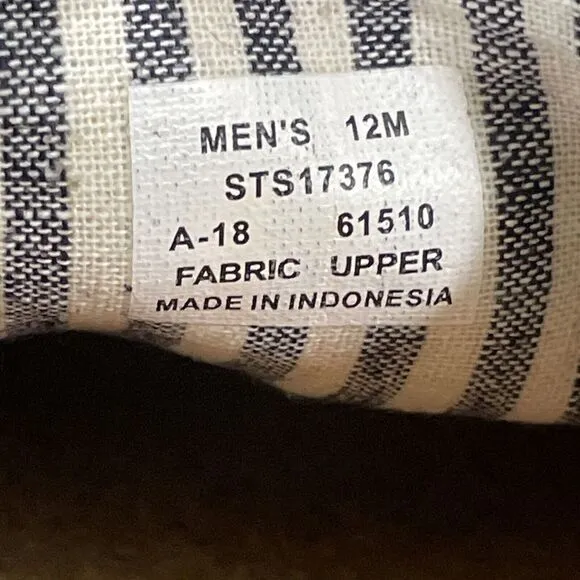 MEN'S 12M
STS17376
A-18 61510
FABRIC UPPER
MADE IN INDONESIA